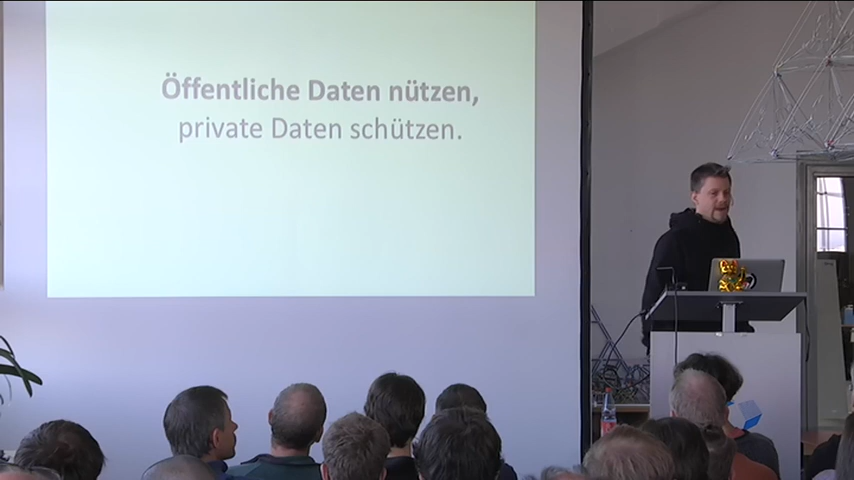 Öffentliche Daten nützen,
private Daten schützen.